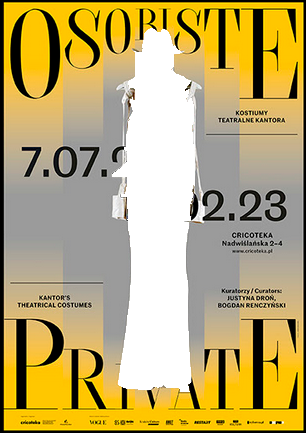 OSOBISTE
KOSTIUMY
TEATRALNE KANTORA
7.07.2
02.23
CRICOTEKA
Nadwiślańska 2–4
www.cricoteka.pl
KANTOR'S
THEATRICAL COSTUMES
Kuratorzy / Curators:
JUSTYNA DROŃ,
BOGDAN RENCZYŃSKI
PRIVATE
cricoteka
VOGUE